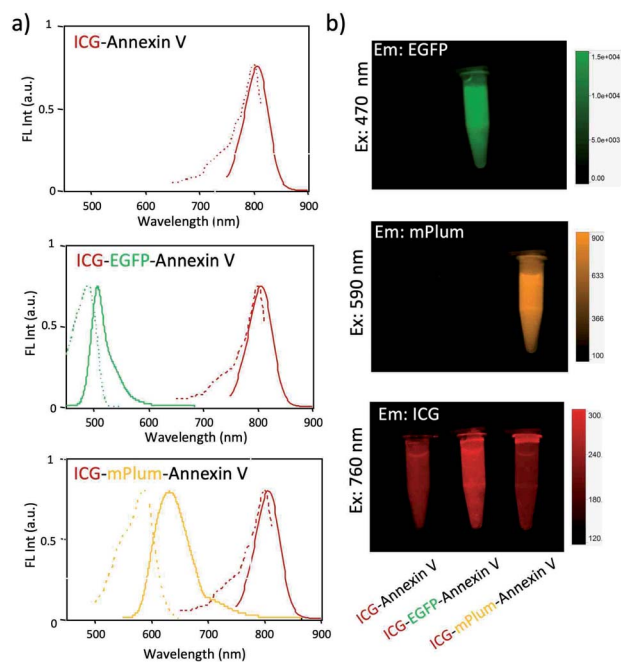 a)
1
ICG-Annexin V
FL Int (a.u.)
0.5
0
500 600 700 800 900
Wavelength (nm)
1
ICG-EGFP-Annexin V
FL Int (a.u.)
0.5
0
500 600 700 800 900
Wavelength (nm)
1
ICG-mPlum-Annexin V
FL Int (a.u.)
0.5
0
500 600 700 800 900
Wavelength (nm)
b)
Em: EGFP
Ex: 470 nm
1.5e+004
1.0e+004
5.0e+003
0.00
Em: mPlum
Ex: 590 nm
900
633
366
100
Em: ICG
Ex: 760 nm
300
240
180
120
ICG-Annexin V
ICG-EGFP-Annexin V
ICG-mPlum-Annexin V